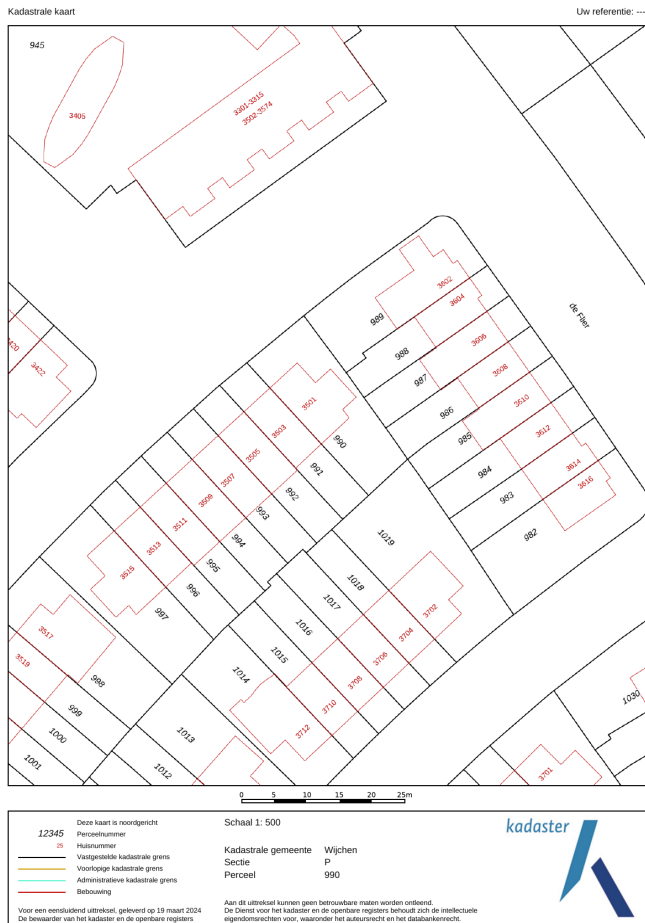 Kadastrale kaart
Uw referentie: ---
945
3405
3301-3315
3502-3574
3602
3604
989
de Flier
988
3606
3420
3422
987
3608
3501
986
3610
3503
990
985
3612
3505
991
984
3614
3507
992
983
3616
3509
993
982
3511
994
1019
3513
995
1018
3515
996
1017
3702
997
1016
3704
3517
1015
3706
3519
998
1014
3708
999
3710
1000
1013
3712
1001
1012
3701
1030
0 5 10 15 20 25m
Deze kaart is noordgericht
12345 Perceelnummer
25 Huisnummer
Vastgestelde kadastrale grens
Voorlopige kadastrale grens
Administratieve kadastrale grens
Bebouwing
Voor een eensluidend uittreksel, geleverd op 19 maart 2024
De bewaarder van het kadaster en de openbare registers
Schaal 1: 500
Kadastrale gemeente Wijchen
Sectie P
Perceel 990
Aan dit uittreksel kunnen geen betrouwbare maten worden ontleend.
De Dienst voor het kadaster en de openbare registers behoudt zich de intellectuele
eigendomsrechten voor, waaronder het auteursrecht en het databankenrecht.
kadaster